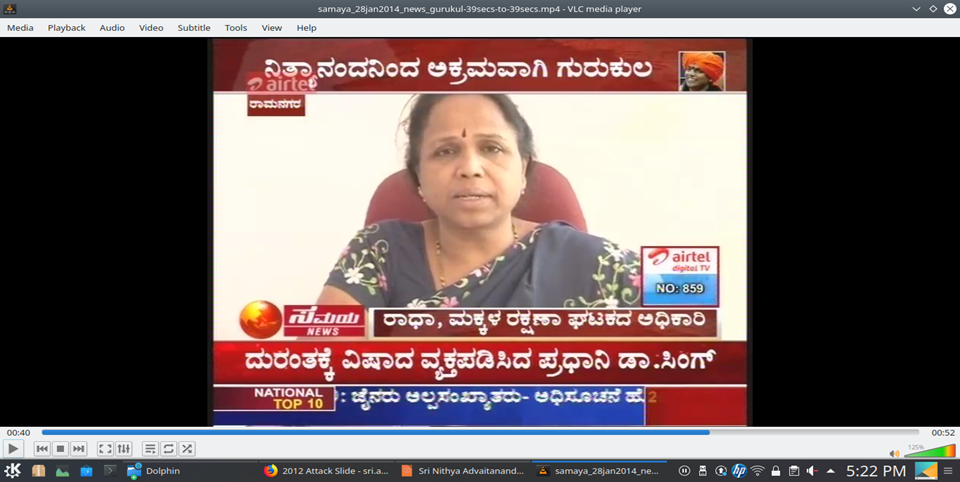 samaya_28jan2014_news_gurukul-39secs-to-39secs.mp4 - VLC media player
Media Playback Audio Video Subtitle Tools View Help
ನಿತ್ಯಾನಂದನಿಂದ ಅಕ್ರಮವಾಗಿ ಗುರುಕುಲ
airtel
ರಾಮನಗರ
airtel
digital TV
NO: 859
ಸಮಯ
NEWS
ರಾಧಾ, ಮಕ್ಕಳ ರಕ್ಷಣಾ ಘಟಕದ ಅಧಿಕಾರಿ
ದುರಂತಕ್ಕೆ ವಿಷಾದ ವ್ಯಕ್ತಪಡಿಸಿದ ಪ್ರಧಾನಿ ಡಾ.ಸಿಂಗ್
NATIONAL
TOP 10
: ಜೈನರು ಅಲ್ಪಸಂಖ್ಯಾತರು- ಅಧಿಸೂಚನೆ
00:40 00:52
125%
Dolphin 2012 Attack Slide - sri.a... Sri Nithya Advaitanand... samaya_28jan2014_ne... 5:22 PM